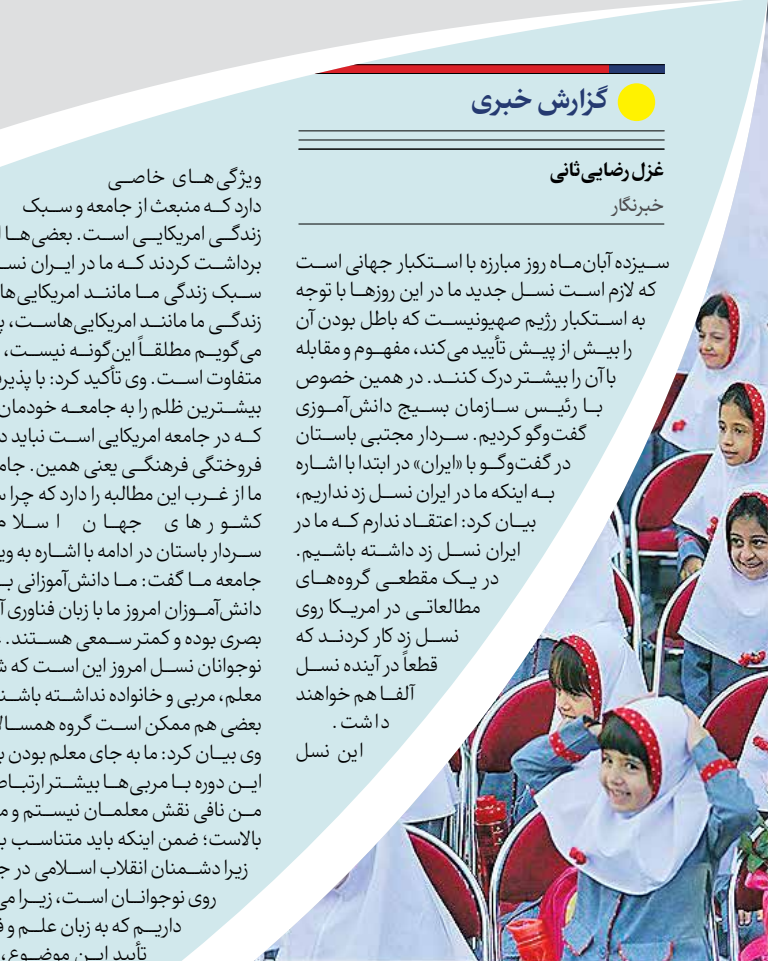 گزارش خبری
غزل رضایی‌ثانی
خبرنگار
سیزده آبان‌ماه روز مبارزه با استکبار جهانی است
که لازم است نسل جدید ما در این روزها با توجه
به استکبار رژیم صهیونیست که باطل بودن آن
را بیش از پیش تأیید می‌کند، مفهوم و مقابله
با آن را بیشتر درک کنند. در همین خصوص
با رئیس سازمان بسیج دانش‌آموزی
گفت‌وگو کردیم. سردار مجتبی باستان
در گفت‌وگو با «ایران» در ابتدا با اشاره
به اینکه ما در ایران نسل زد نداریم،
بیان کرد: اعتقاد ندارم که ما در
ایران نسل زد داشته باشیم.
در یک مقطعی گروه‌های
مطالعاتی در امریکا روی
نسل زد کار کردند که
قطعاً در آینده نسل
آلفا هم خواهند
داشت.
این نسل
ویژگی‌های خاصی
دارد که منبعث از جامعه و سبک
زندگی امریکایی است. بعضی‌ها
برداشت کردند که ما در ایران
سبک زندگی ما مانند امریکایی‌ها
زندگی ما مانند امریکایی‌هاست،
می‌گویم مطلقاً این‌گونه نیست،
متفاوت است. وی تأکید کرد: با
بیشترین ظلم را به جامعه خودمان
که در جامعه امریکایی است نباید
فروختگی فرهنگی یعنی همین.
ما از غرب این مطالبه را دارد که چرا
کشورهای جهان
سردار باستان در ادامه با اشاره به
جامعه ما گفت: ما دانش‌آموزانی
دانش‌آموزان امروز ما با زبان فناوری
بصری بوده و کمتر سمعی هستند.
نوجوانان نسل امروز این است که
معلم، مربی و خانواده نداشته
بعضی هم ممکن است گروه
وی بیان کرد: ما به جای معلم بودن
این دوره با مربی‌ها بیشتر
من نافی نقش معلمان نیستم و
بالاست؛ ضمن اینکه باید متناسب
زیرا دشمنان انقلاب اسلامی در
روی نوجوانان است، زیرا
داریم که به زبان علم و
تأیید این موضوع،